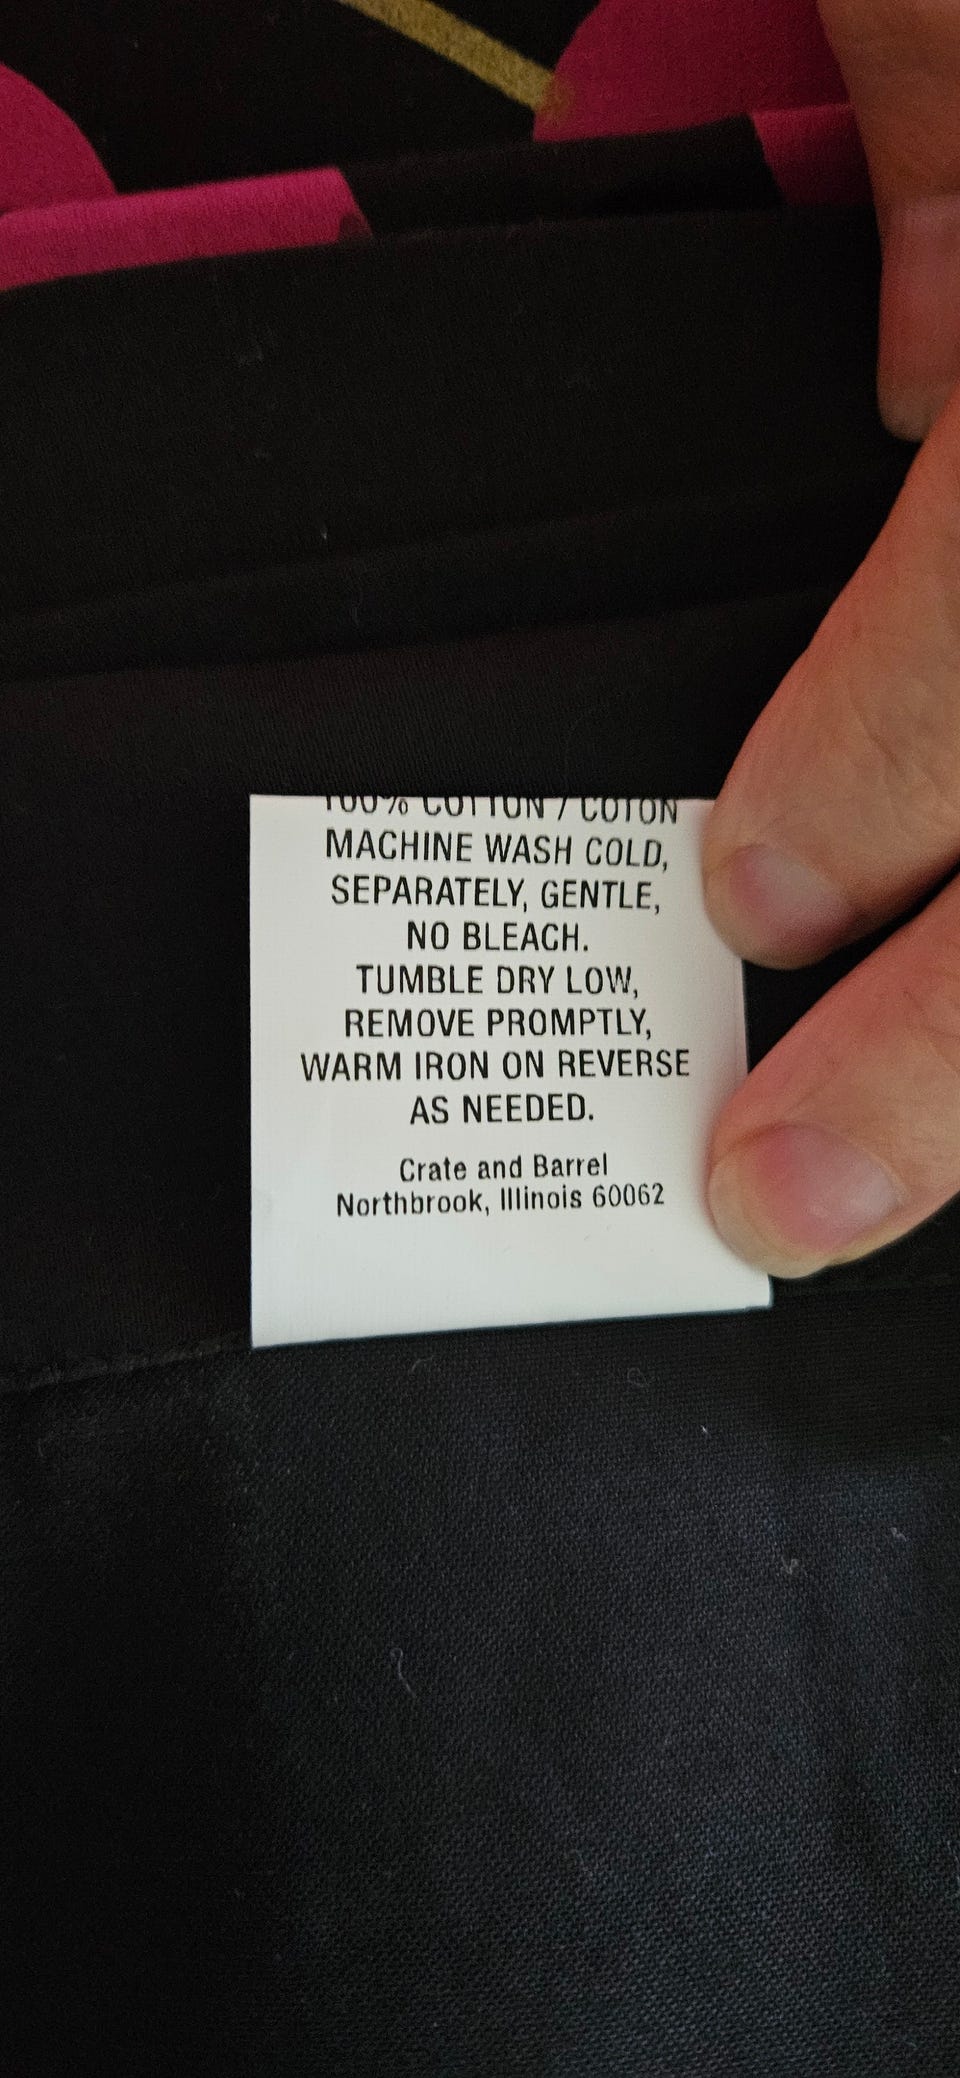 100% COTTON / COTON
MACHINE WASH COLD,
SEPARATELY, GENTLE,
NO BLEACH.
TUMBLE DRY LOW,
REMOVE PROMPTLY,
WARM IRON ON REVERSE
AS NEEDED.
Crate and Barrel
Northbrook, Illinois 60062